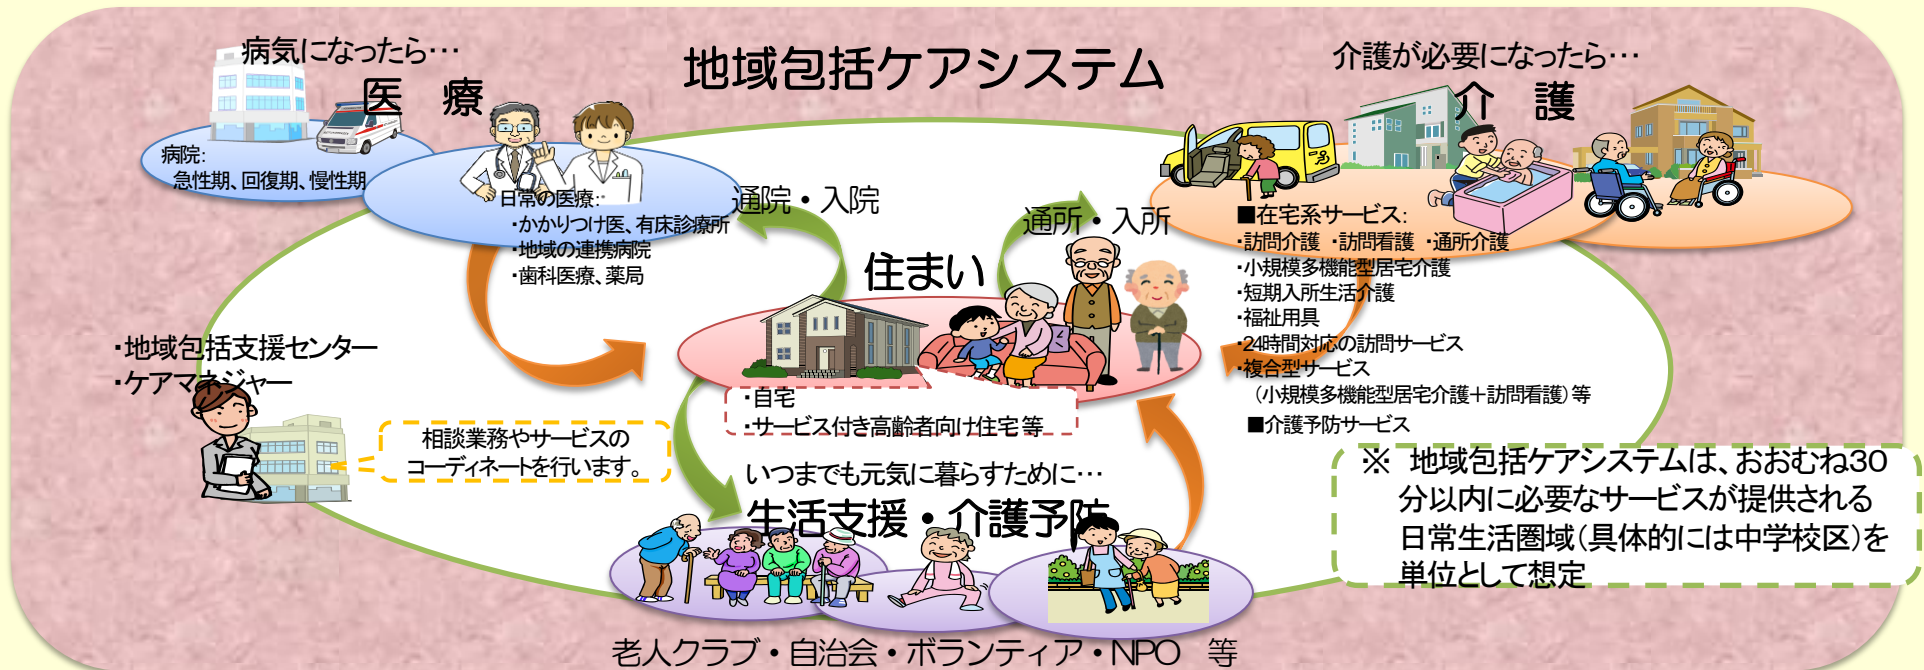 地域包括ケアシステム
病気になったら…
医 療
病院:
急性期、回復期、慢性期
日常の医療:
・かかりつけ医、有床診療所
・地域の連携病院
・歯科医療、薬局
通院・入院
通所・入所
介護が必要になったら…
介 護
■在宅系サービス:
・訪問介護 ・訪問看護 ・通所介護
・小規模多機能型居宅介護
・短期入所生活介護
・福祉用具
・24時間対応の訪問サービス
・複合型サービス
(小規模多機能型居宅介護+訪問看護)等
■介護予防サービス
住まい
・自宅
・サービス付き高齢者向け住宅等
・地域包括支援センター
・ケアマネジャー
相談業務やサービスの
コーディネートを行います。
いつまでも元気に暮らすために…
生活支援・介護予防
老人クラブ・自治会・ボランティア・NPO 等
※ 地域包括ケアシステムは、おおむね30
分以内に必要なサービスが提供される
日常生活圏域(具体的には中学校区)を
単位として想定